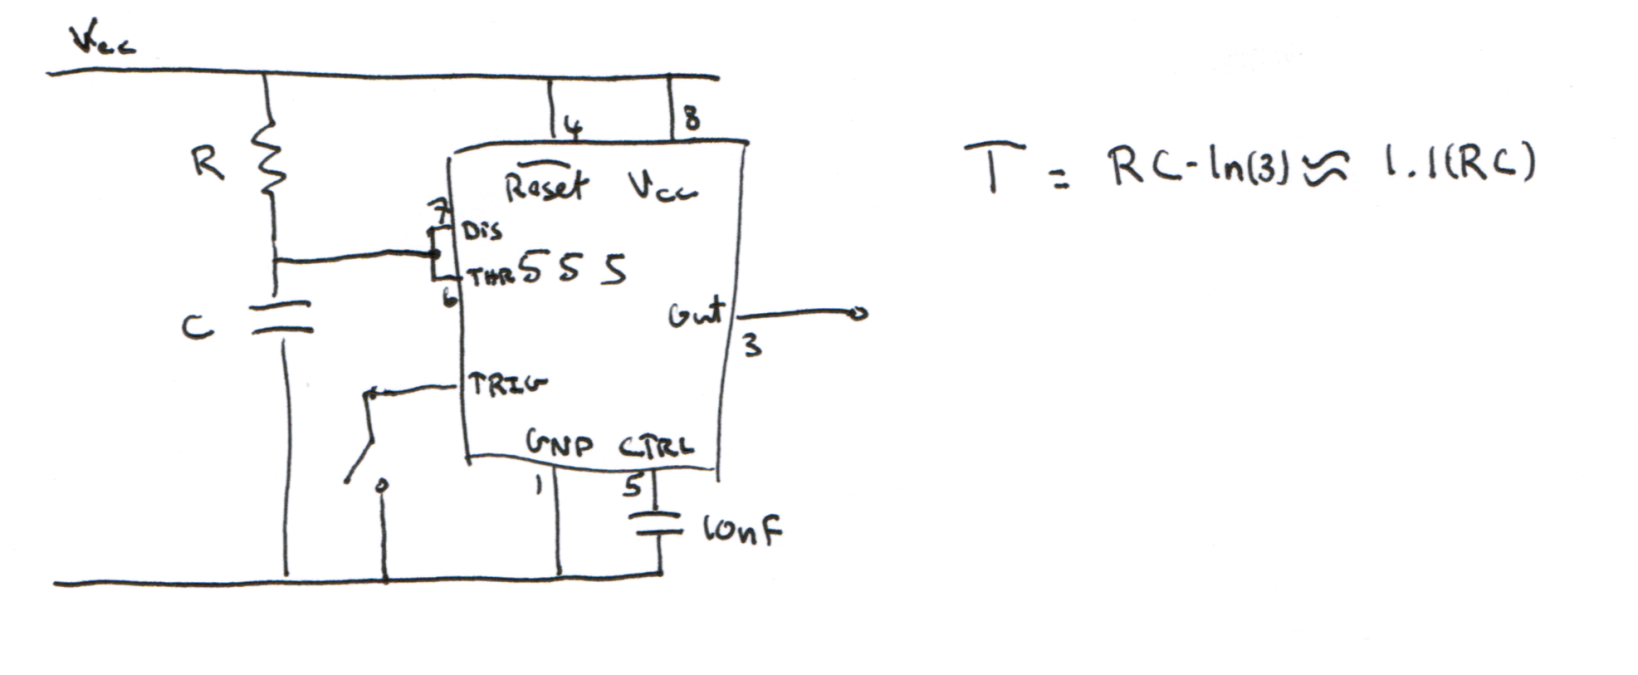 Vcc
4
8
R
Reset Vcc
T = RC-ln(3) ≈ 1.1(RC)
7
DIS
THR 555
6
C
Out
3
TRIG
GND CTRL
1
5
10nF